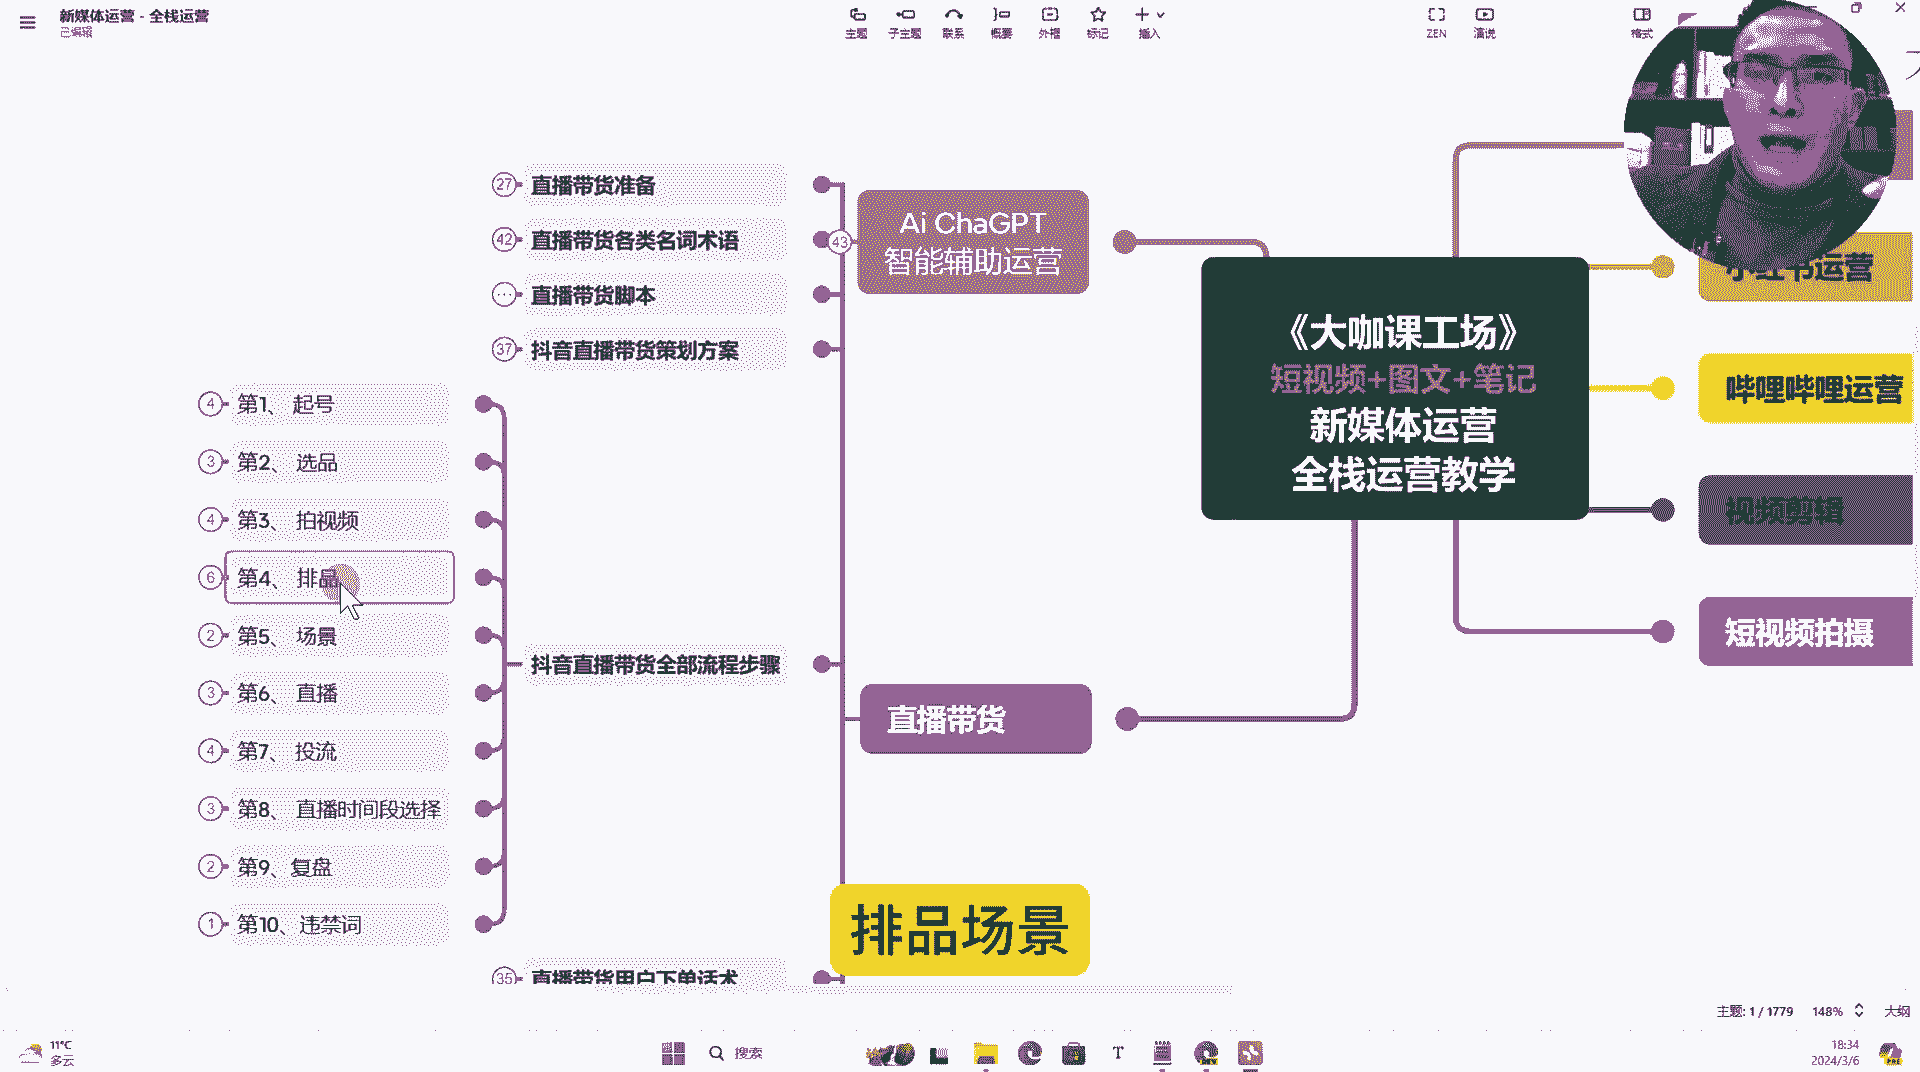 新媒体运营 - 全栈运营
已编辑
主题
子主题
联系
概要
外框
标记
插入
ZEN
演说
格式
27
直播带货准备
42
直播带货各类名词术语
直播带货脚本
37
抖音直播带货策划方案
43
Ai ChaGPT
智能辅助运营
《大咖课工场》
短视频+图文+笔记
新媒体运营
全栈运营教学
小红书运营
哔哩哔哩运营
视频剪辑
短视频拍摄
4
第1、 起号
3
第2、 选品
4
第3、 拍视频
6
第4、 排品
2
第5、 场景
3
第6、 直播
4
第7、 投流
3
第8、 直播时间段选择
2
第9、复盘
1
第10、违禁词
抖音直播带货全部流程步骤
直播带货
排品场景
35
直播带货用户下单话术
主题: 1 / 1779
148%
大纲
11°C
多云
搜索
18:34
2024/3/6